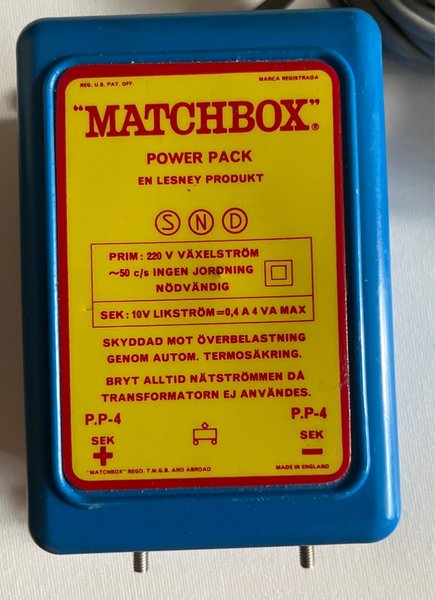 REG. U.S. PAT. OFF. MARCA REGISTRADA
"MATCHBOX"®
POWER PACK
EN LESNEY PRODUKT
S N D
PRIM : 220 V VÄXELSTRÖM
~50 c/s INGEN JORDNING
NÖDVÄNDIG
SEK : 10V LIKSTRÖM=0,4 A 4 VA MAX
SKYDDAD MOT ÖVERBELASTNING
GENOM AUTOM. TERMOSÄKRING.
BRYT ALLTID NÄTSTRÖMMEN DÅ
TRANSFORMATORN EJ ANVÄNDES.
P.P-4 P.P-4
SEK SEK
+ −
"MATCHBOX" REGD. T.M.G.B. AND ABROAD MADE IN ENGLAND